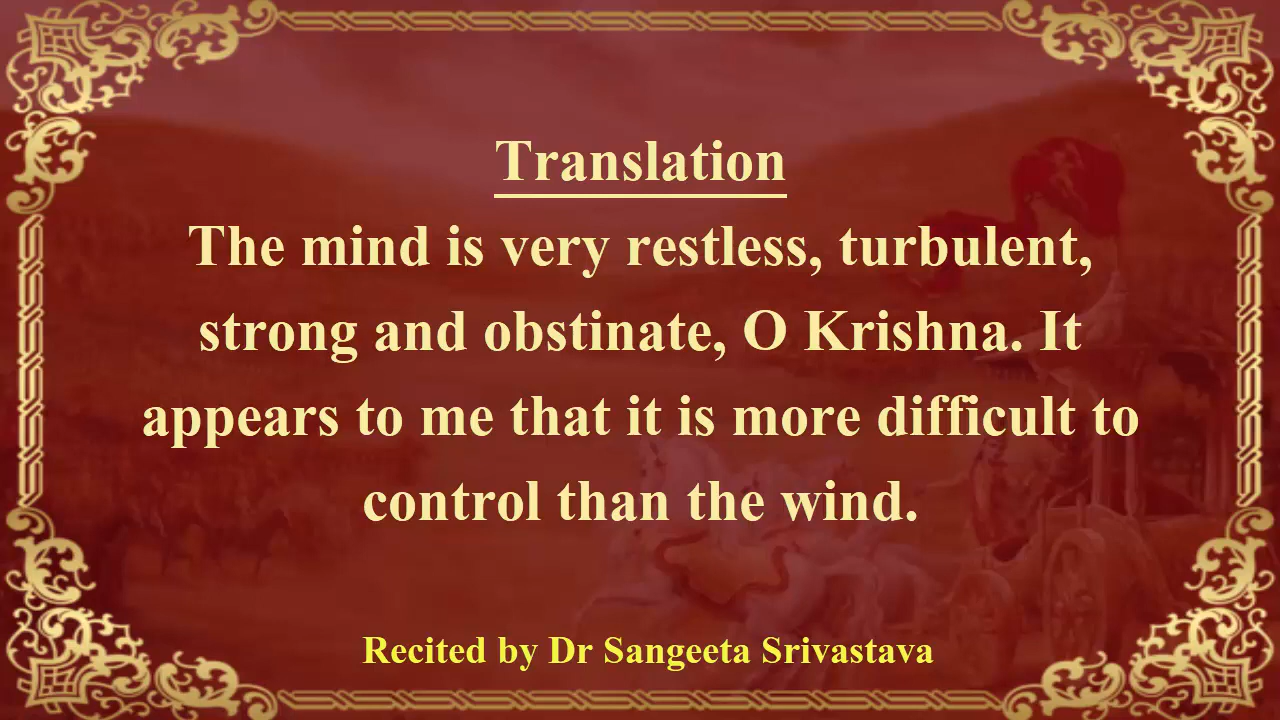 Translation
The mind is very restless, turbulent,
strong and obstinate, O Krishna. It
appears to me that it is more difficult to
control than the wind.
Recited by Dr Sangeeta Srivastava